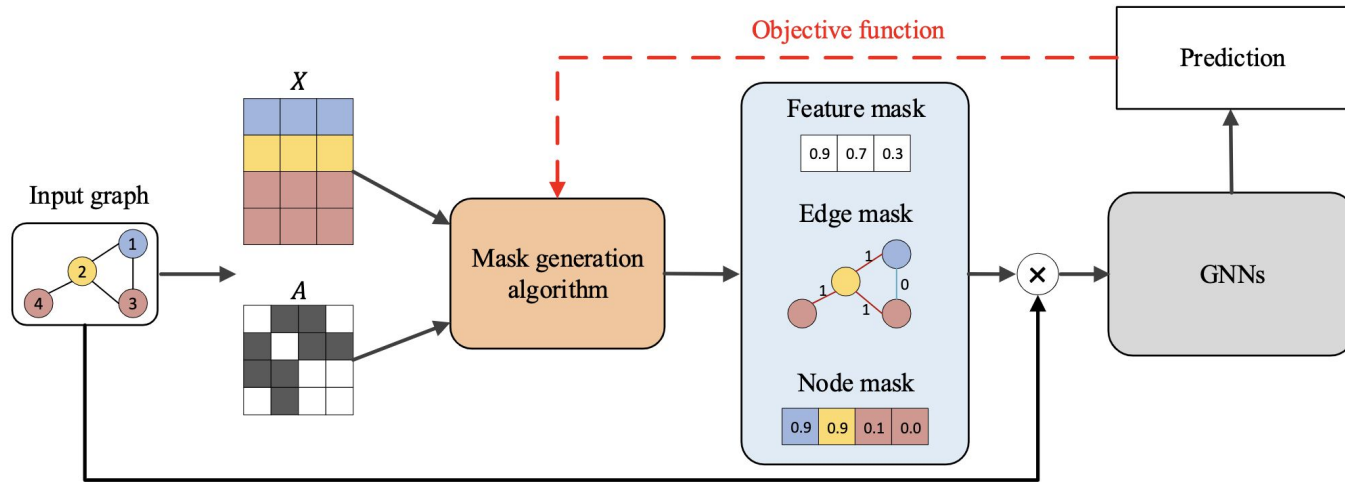 Objective function
Prediction
X
Feature mask
0.9 0.7 0.3
Input graph
1
2
4 3
Mask generation
algorithm
Edge mask
1
0
1
1
×
GNNs
A
Node mask
0.9 0.9 0.1 0.0